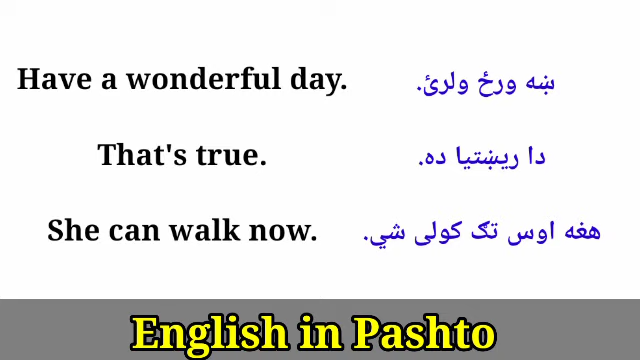 Have a wonderful day. ښه ورځ ولرئ.
That's true. دا ریښتیا ده.
She can walk now. هغه اوس تګ کولی شي.
English in Pashto